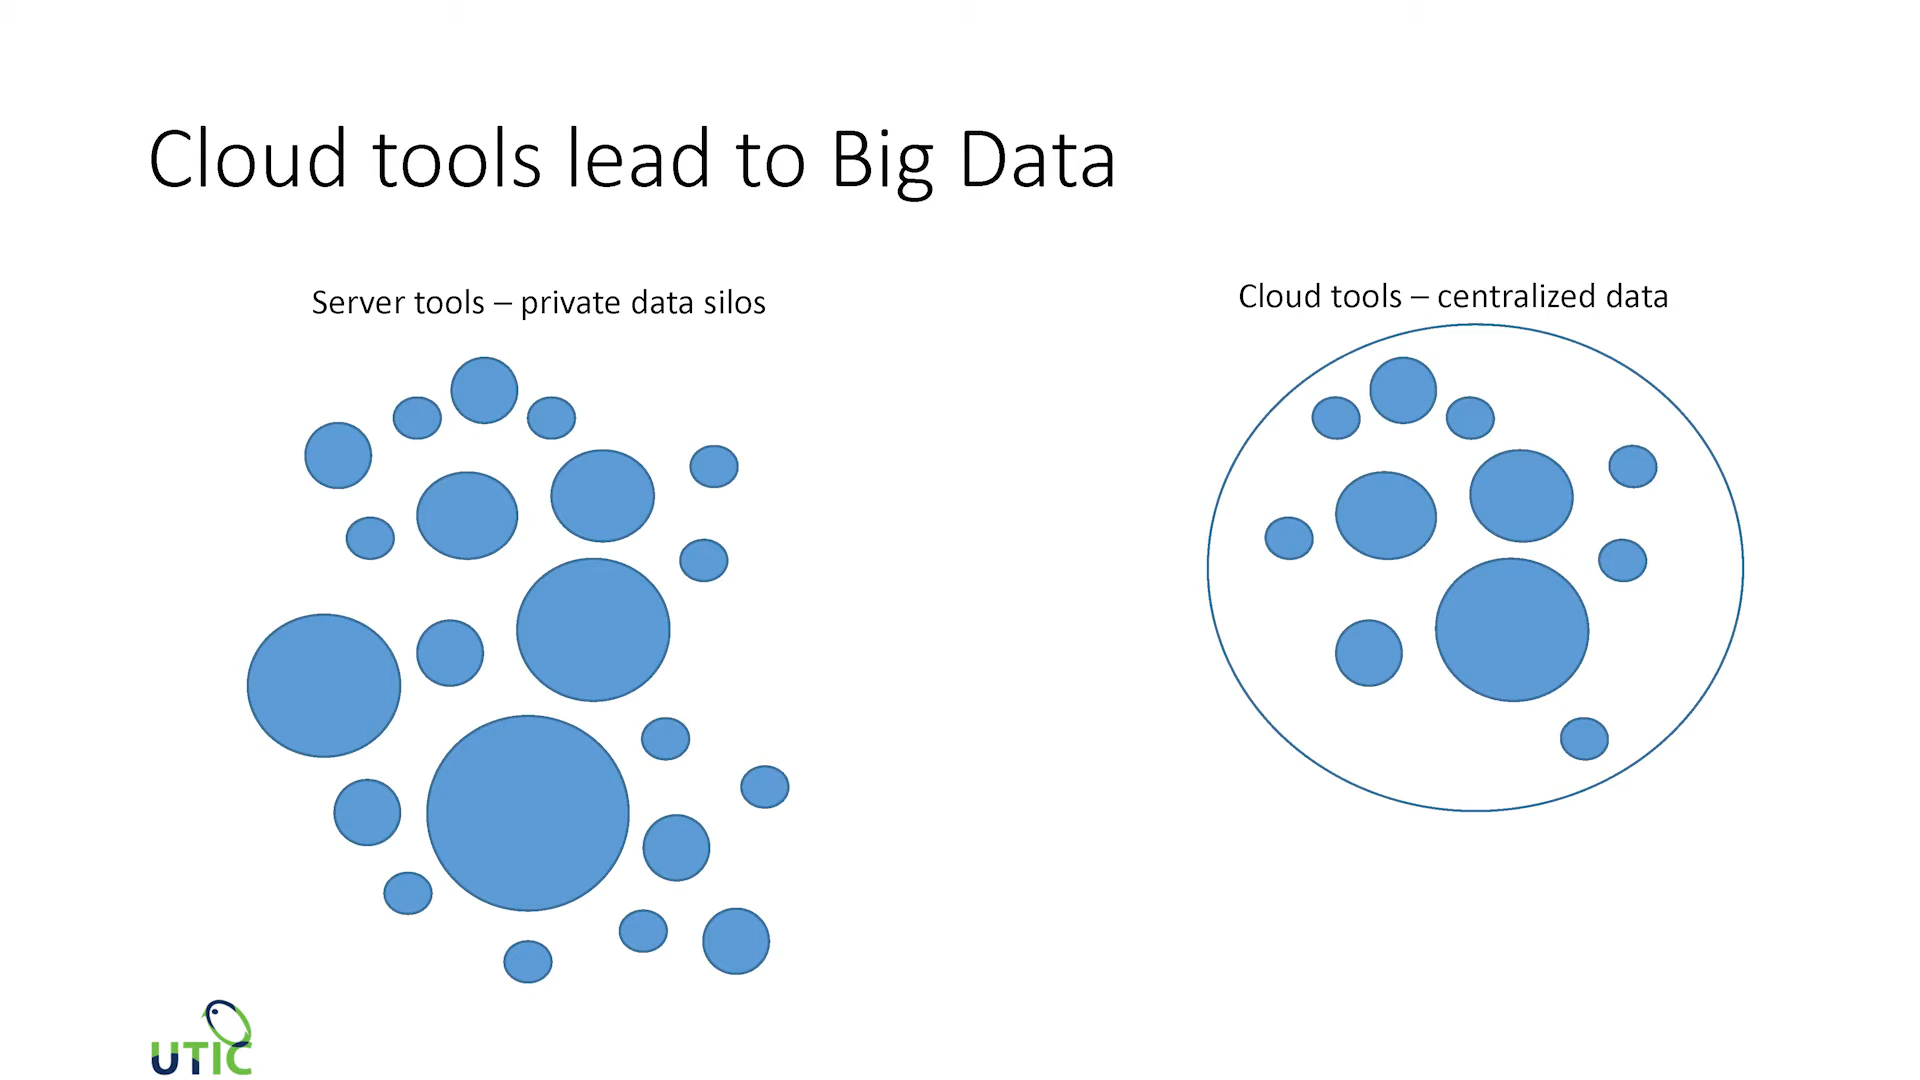 Cloud tools lead to Big Data
Server tools – private data silos
Cloud tools – centralized data
UTIC